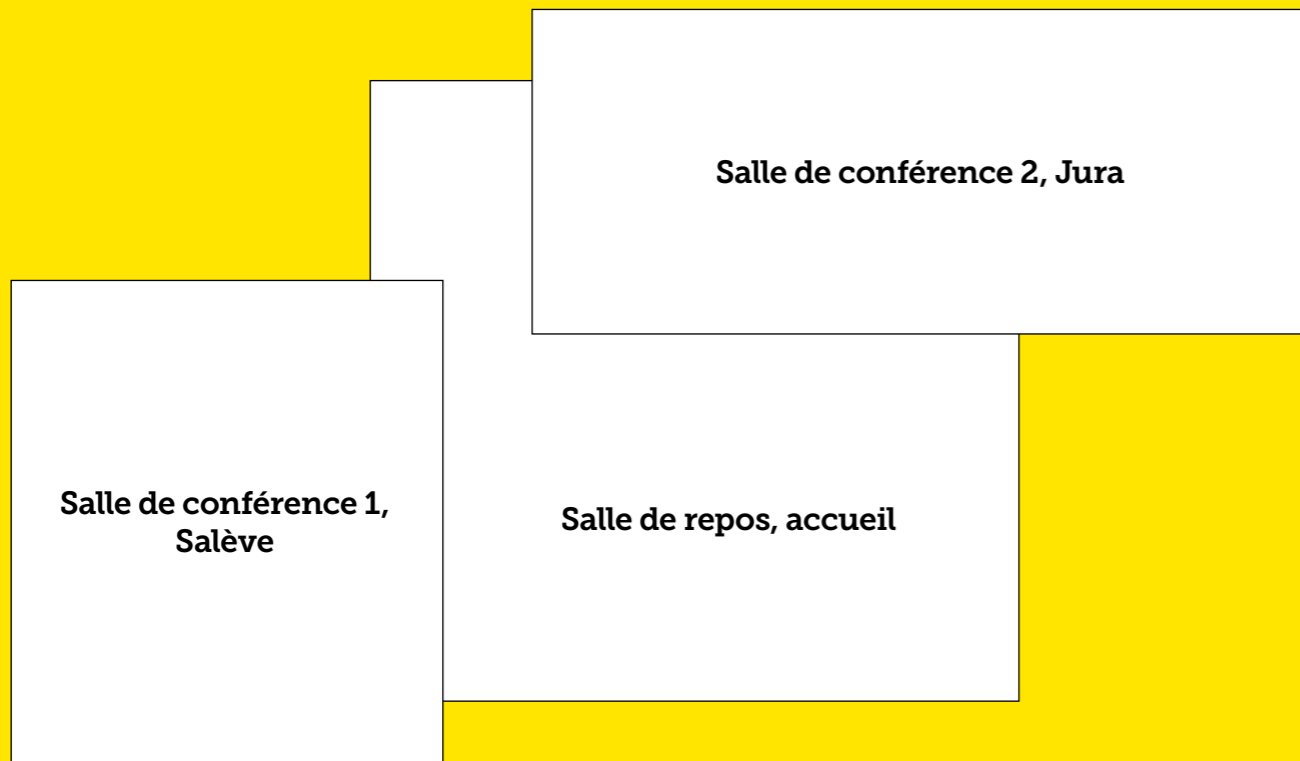 Salle de conférence 2, Jura
Salle de conférence 1,
Salève
Salle de repos, accueil